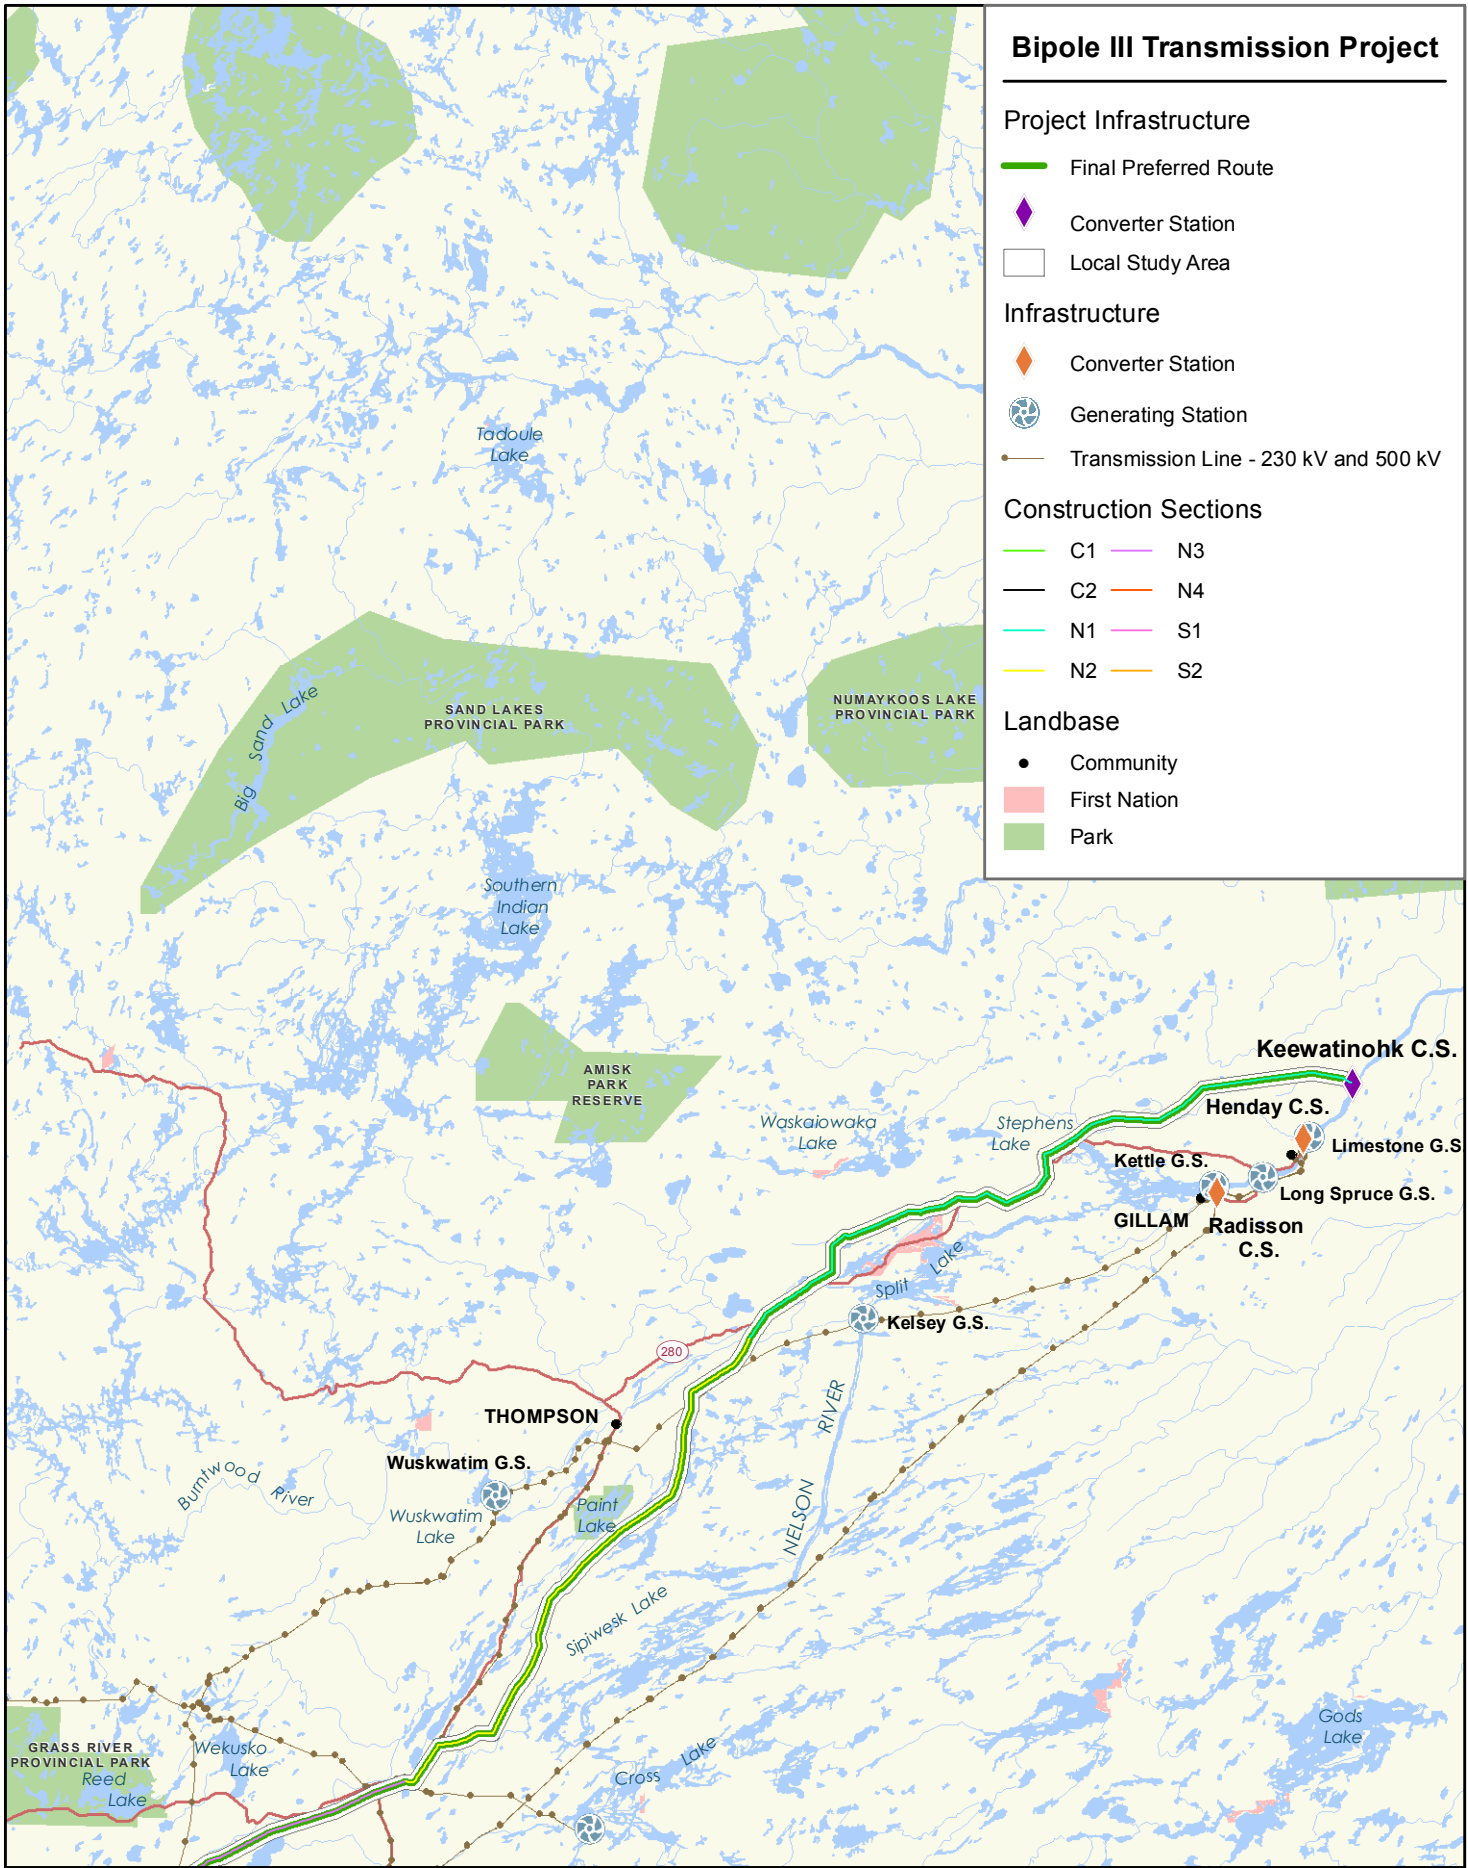 Bipole III Transmission Project
Project Infrastructure
Final Preferred Route
Converter Station
Local Study Area
Infrastructure
Converter Station
Generating Station
Transmission Line - 230 kV and 500 kV
Construction Sections
C1 N3
C2 N4
N1 S1
N2 S2
Landbase
Community
First Nation
Park
Tadoule
Lake
Big Sand Lake
SAND LAKES
PROVINCIAL PARK
NUMAYKOOS LAKE
PROVINCIAL PARK
Southern
Indian
Lake
AMISK
PARK
RESERVE
Waskaiowaka
Lake
Stephens
Lake
Keewatinohk C.S.
Henday C.S.
Limestone G.S.
Kettle G.S.
Long Spruce G.S.
GILLAM
Radisson
C.S.
Split Lake
Kelsey G.S.
280
THOMPSON
Wuskwatim G.S.
Burntwood River
Wuskwatim
Lake
Paint
Lake
NELSON RIVER
Sipiwesk Lake
GRASS RIVER
PROVINCIAL PARK
Reed
Lake
Wekusko
Lake
Cross Lake
Gods
Lake